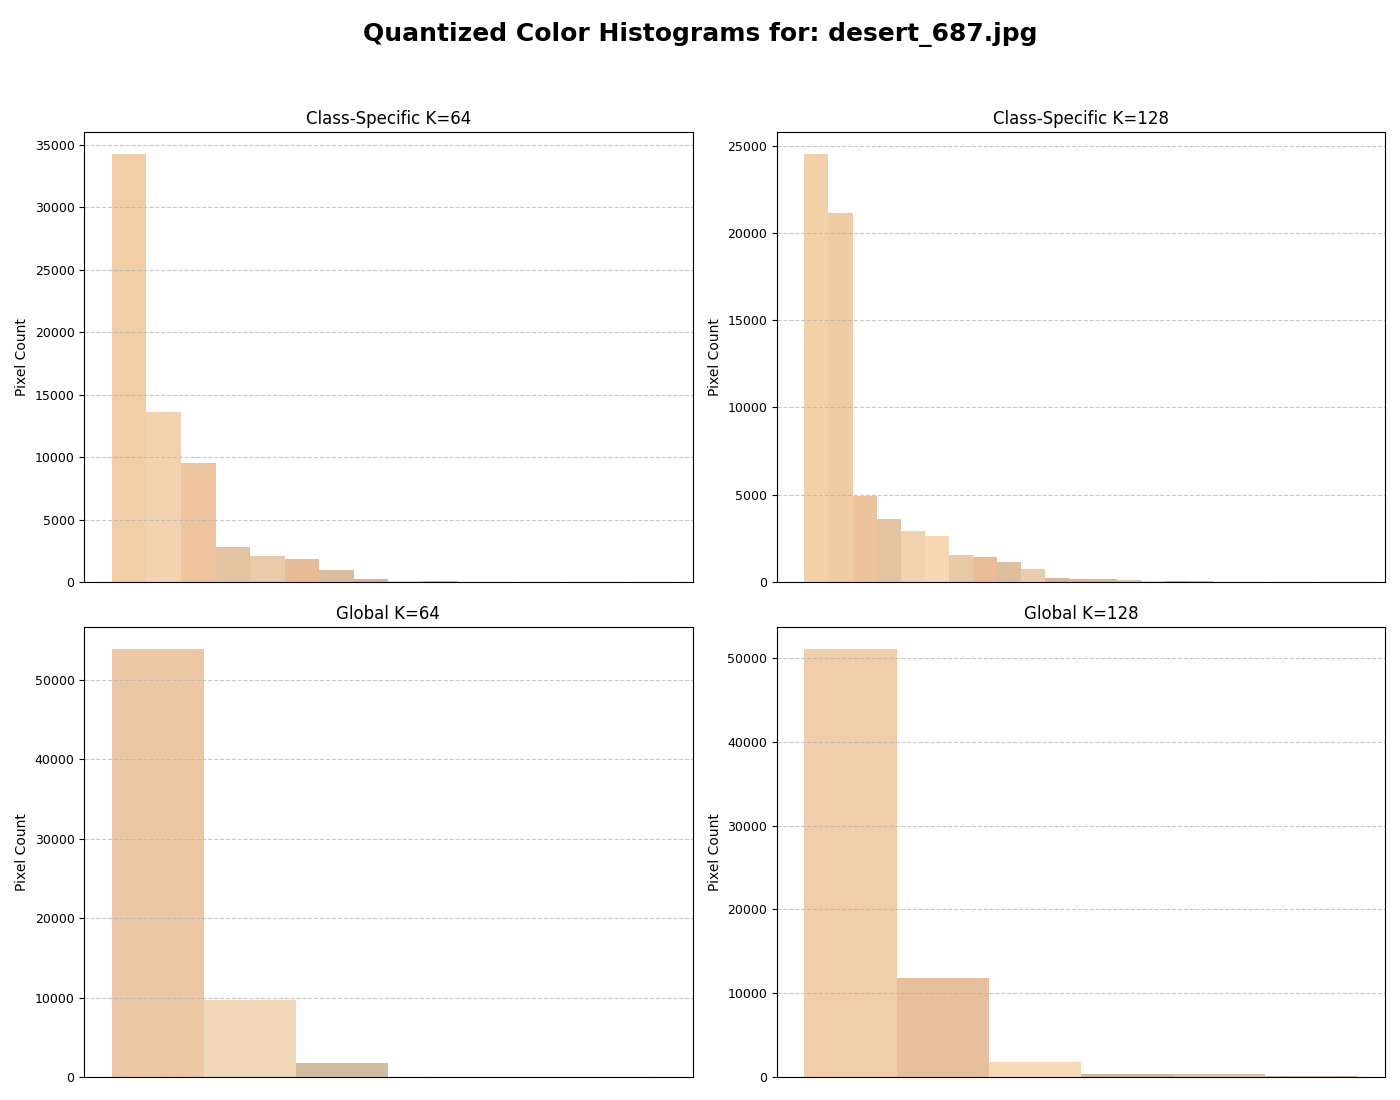 Quantized Color Histograms for: desert_687.jpg
Class-Specific K=64
35000
30000
25000
20000
15000
10000
5000
0
Pixel Count
Class-Specific K=128
25000
20000
15000
10000
5000
0
Pixel Count
Global K=64
50000
40000
30000
20000
10000
0
Pixel Count
Global K=128
50000
40000
30000
20000
10000
0
Pixel Count